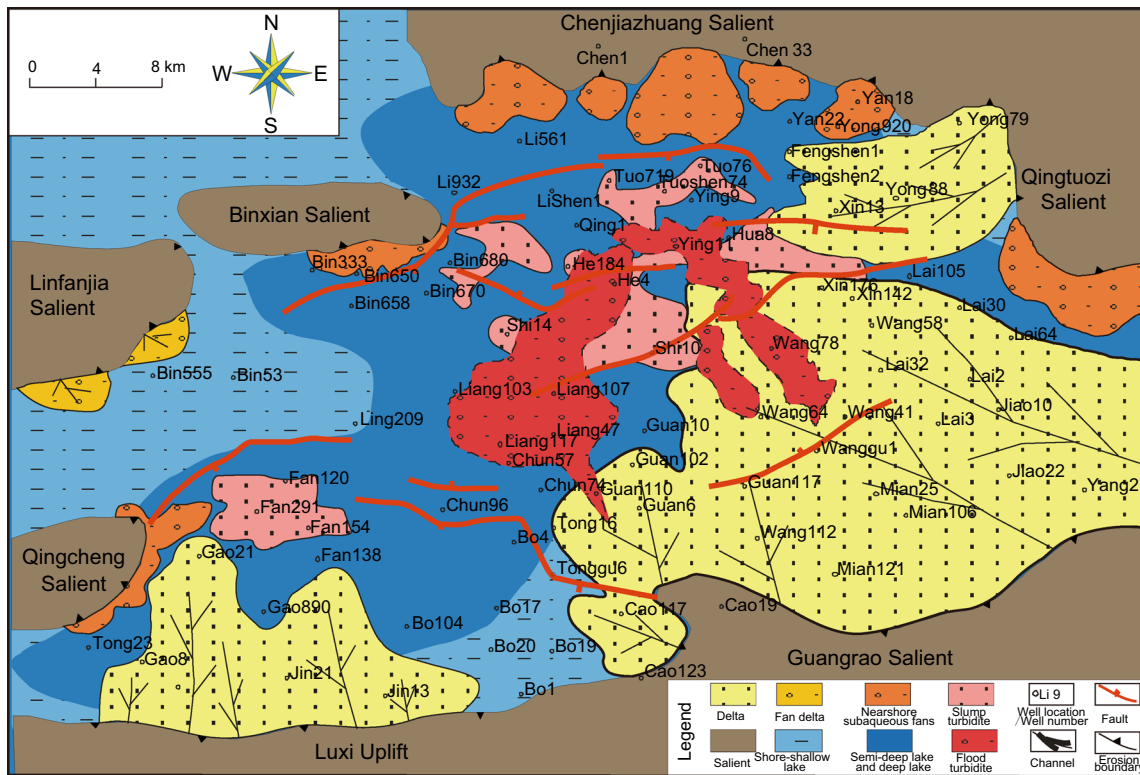 Chenjiazhuang Salient
N
W
E
S
0
4
8 km
Chen1
Chen 33
Yan18
Yan22
Yong920
Yong79
Li561
Fengshen1
Fengshen2
Tuo76
Tuo719
Tuoshen74
Ying9
Li932
LiShen1
Yong88
Xin13
Qingtuozi
Salient
Binxian Salient
Qing1
Ying11
Hua8
Bin333
Bin650
Bin680
He184
He4
Lai105
Linfanjia
Salient
Bin658
Bin670
Xin176
Xin142
Lai30
Shi14
Wang58
Lai64
Shi10
Wang78
Bin555
Bin53
Lai32
Lai2
Liang103
Liang107
Jiao10
Ling209
Wang64
Wang41
Lai3
Guan10
Liang47
Liang117
Wanggu1
Chun57
Guan102
Jlao22
Fan120
Chun74
Guan110
Guan117
Mian25
Yang2
Fan291
Chun96
Guan6
Mian106
Fan154
Tong16
Wang112
Bo4
Qingcheng
Salient
Gao21
Fan138
Tonggu6
Mian121
Gao890
Bo17
Cao117
Cao19
Bo104
Tong23
Bo20
Bo19
Gao8
Guangrao Salient
Jin21
Cao123
Jin13
Bo1
Luxi Uplift
Legend
Li 9
Delta
Fan delta
Nearshore
subaqueous fans
Slump
turbidite
Well location
/Well number
Fault
Salient
Shore-shallow
lake
Semi-deep lake
and deep lake
Flood
turbidite
Channel
Erosion
boundary